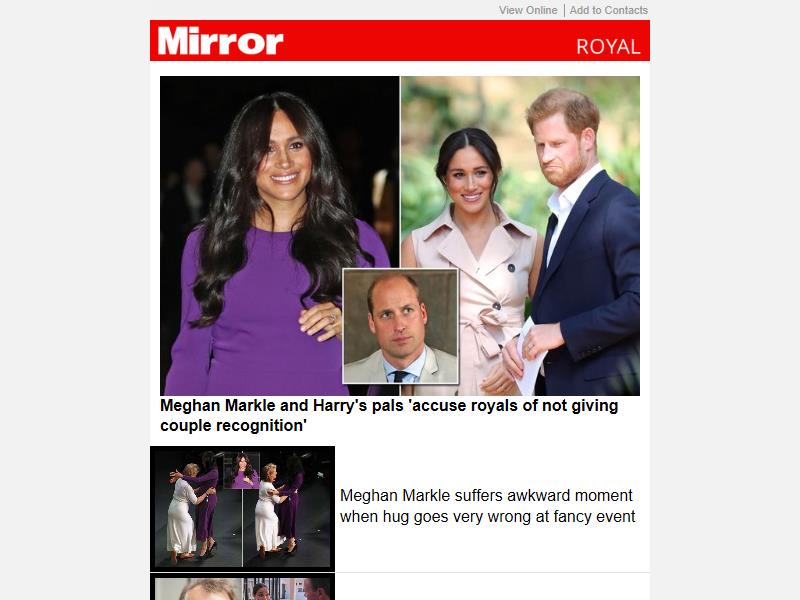 View Online | Add to Contacts
Mirror ROYAL
Meghan Markle and Harry's pals 'accuse royals of not giving
couple recognition'
Meghan Markle suffers awkward moment
when hug goes very wrong at fancy event